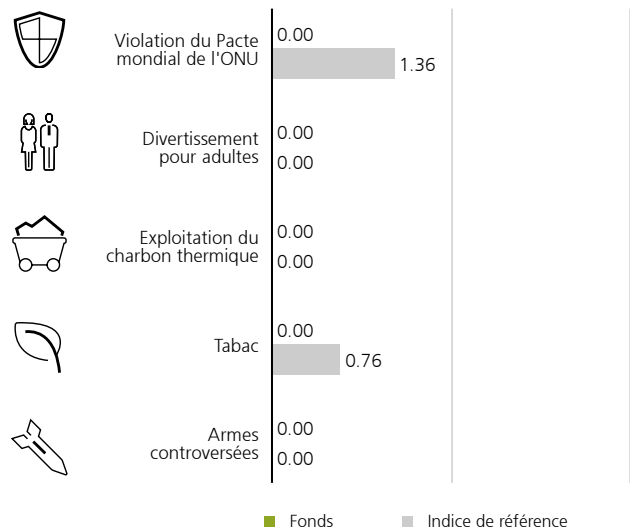 Violation du Pacte
mondial de l'ONU
0.00
1.36
Divertissement
pour adultes
0.00
0.00
Exploitation du
charbon thermique
0.00
0.00
Tabac
0.00
0.76
Armes
controversées
0.00
0.00
Fonds
Indice de référence